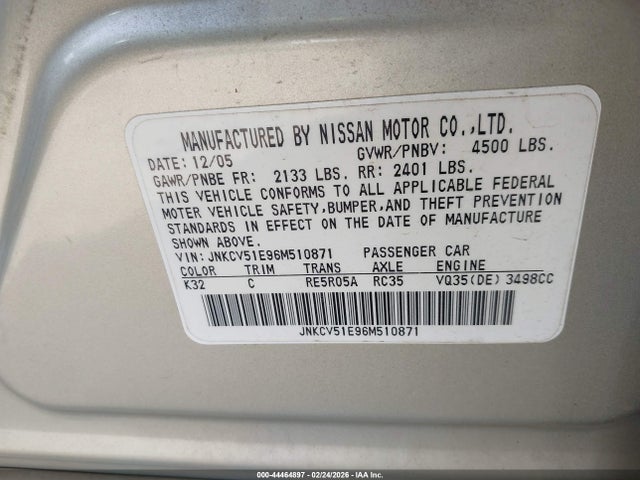 MANUFACTURED BY NISSAN MOTOR CO.,LTD.
DATE: 12/05 GVWR/PNBV: 4500 LBS.
GAWR/PNBE FR: 2133 LBS. RR: 2401 LBS.
THIS VEHICLE CONFORMS TO ALL APPLICABLE FEDERAL
MOTER VEHICLE SAFETY,BUMPER,AND THEFT PREVENTION
STANDARDS IN EFFECT ON THE DATE OF MANUFACTURE
SHOWN ABOVE.
VIN: JNKCV51E96M510871 PASSENGER CAR
COLOR TRIM TRANS AXLE ENGINE
K32 C RE5R05A RC35 VQ35(DE) 3498CC
JNKCV51E96M510871
000-44464897 - 02/24/2026 - IAA Inc.